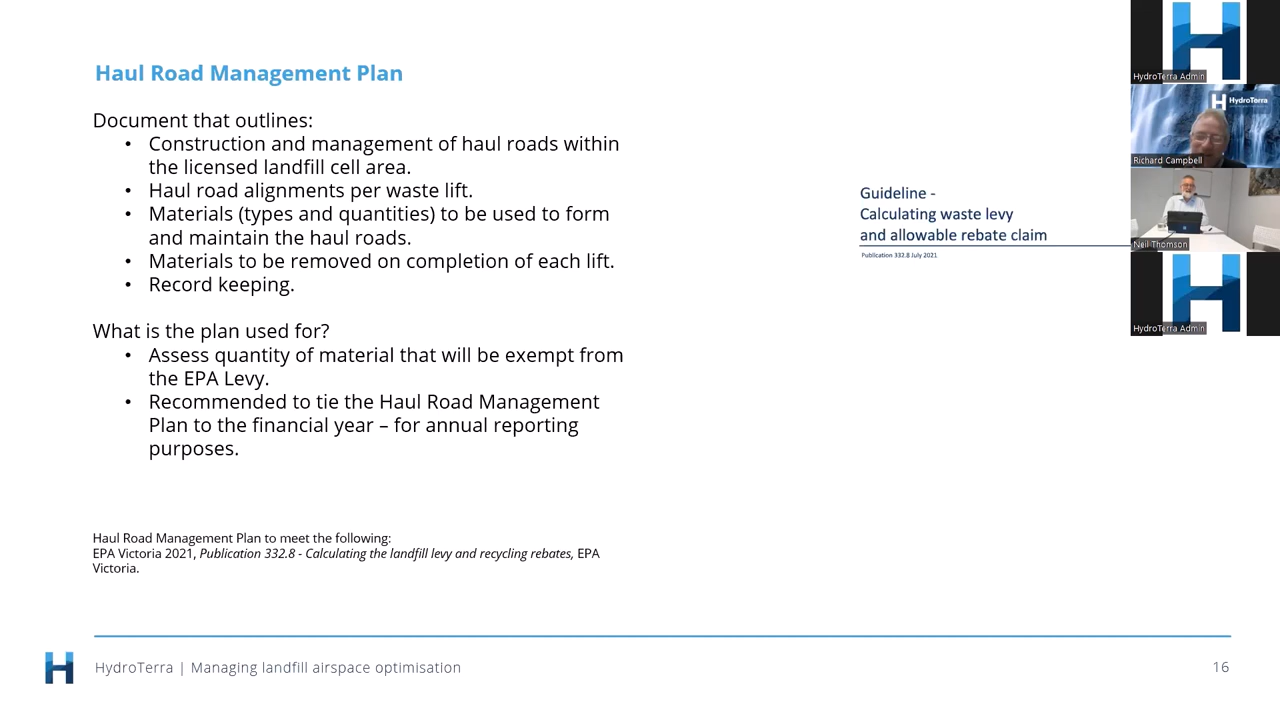 Haul Road Management Plan
Document that outlines:
• Construction and management of haul roads within
the licensed landfill cell area.
• Haul road alignments per waste lift.
• Materials (types and quantities) to be used to form
and maintain the haul roads.
• Materials to be removed on completion of each lift.
• Record keeping.
What is the plan used for?
• Assess quantity of material that will be exempt from
the EPA Levy.
• Recommended to tie the Haul Road Management
Plan to the financial year – for annual reporting
purposes.
Haul Road Management Plan to meet the following:
EPA Victoria 2021, Publication 332.8 - Calculating the landfill levy and recycling rebates, EPA
Victoria.
Guideline -
Calculating waste levy
and allowable rebate claim
Publication 332.8 July 2021
HydroTerra Admin
HydroTerra
Richard Campbell
Neil Thomson
HydroTerra Admin
HydroTerra | Managing landfill airspace optimisation
16